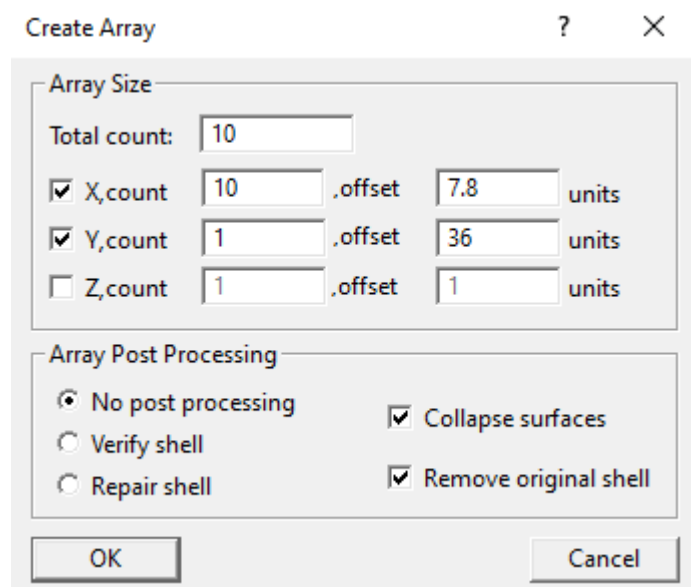 Create Array ?
Array Size
Total count: 10
X,count 10 ,offset 7.8 units
Y,count 1 ,offset 36 units
Z,count 1 ,offset 1 units
Array Post Processing
No post processing
Verify shell
Repair shell
Collapse surfaces
Remove original shell
OK Cancel